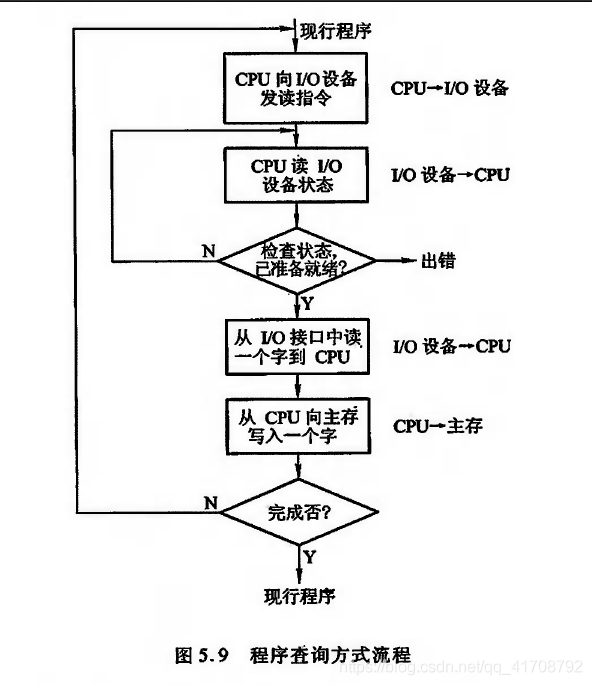 现行程序
CPU 向 I/O 设备
发读指令
CPU→I/O 设备
CPU 读 I/O
设备状态
I/O 设备→CPU
N
检查状态,
已准备就绪?
出错
Y
从 I/O 接口中读
一个字到 CPU
I/O 设备→CPU
从 CPU 向主存
写入一个字
CPU→主存
N
完成否?
Y
现行程序
图 5.9 程序查询方式流程
https://blog.csdn.net/qq_41708792